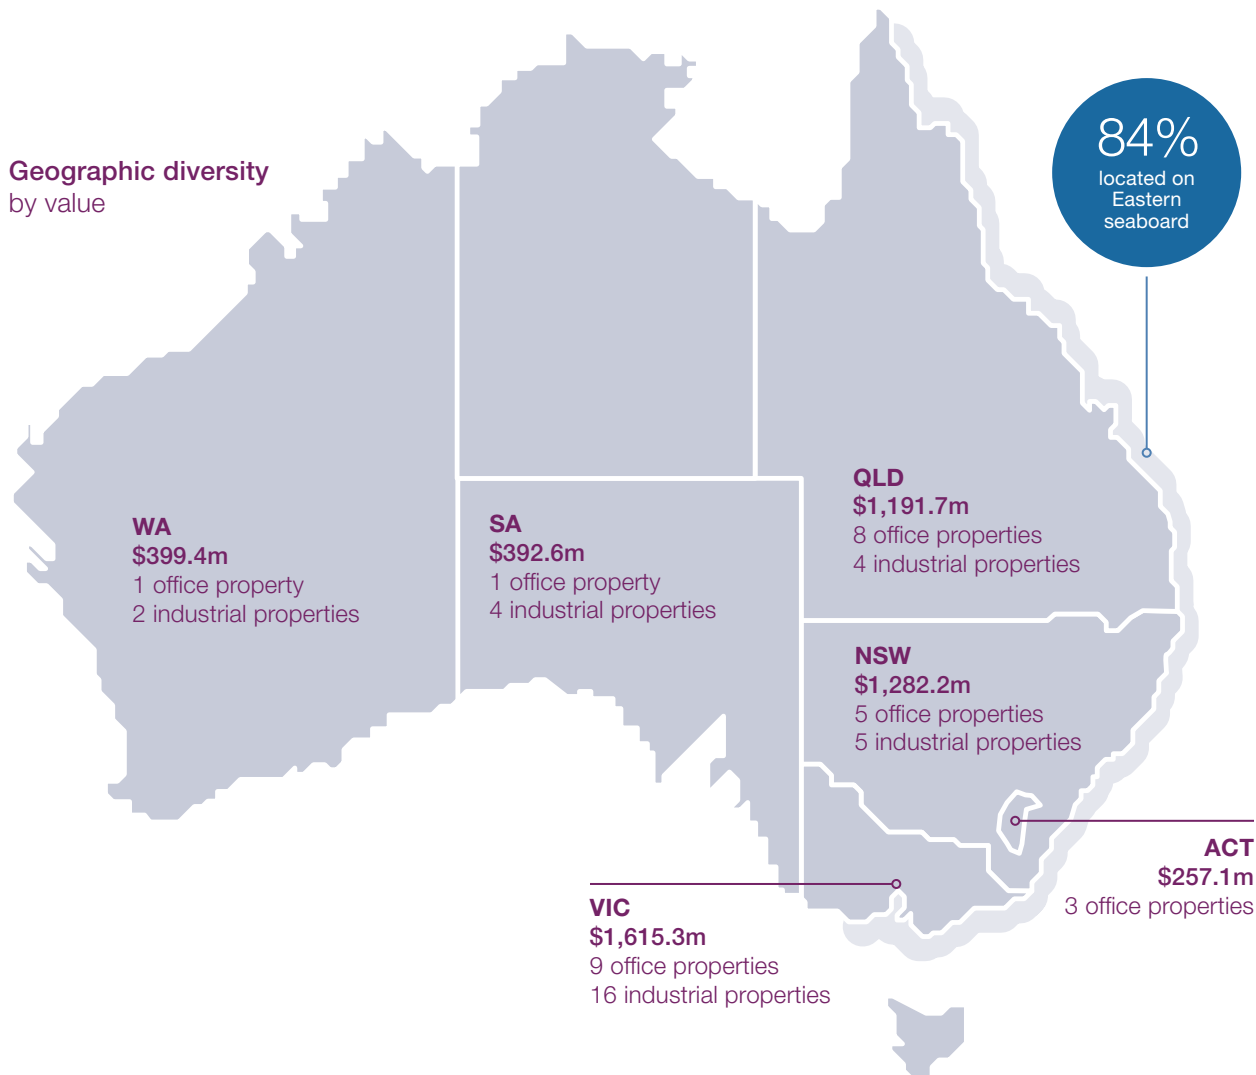 Geographic diversity
by value
84%
located on
Eastern
seaboard
WA
$399.4m
1 office property
2 industrial properties
SA
$392.6m
1 office property
4 industrial properties
QLD
$1,191.7m
8 office properties
4 industrial properties
NSW
$1,282.2m
5 office properties
5 industrial properties
ACT
$257.1m
3 office properties
VIC
$1,615.3m
9 office properties
16 industrial properties